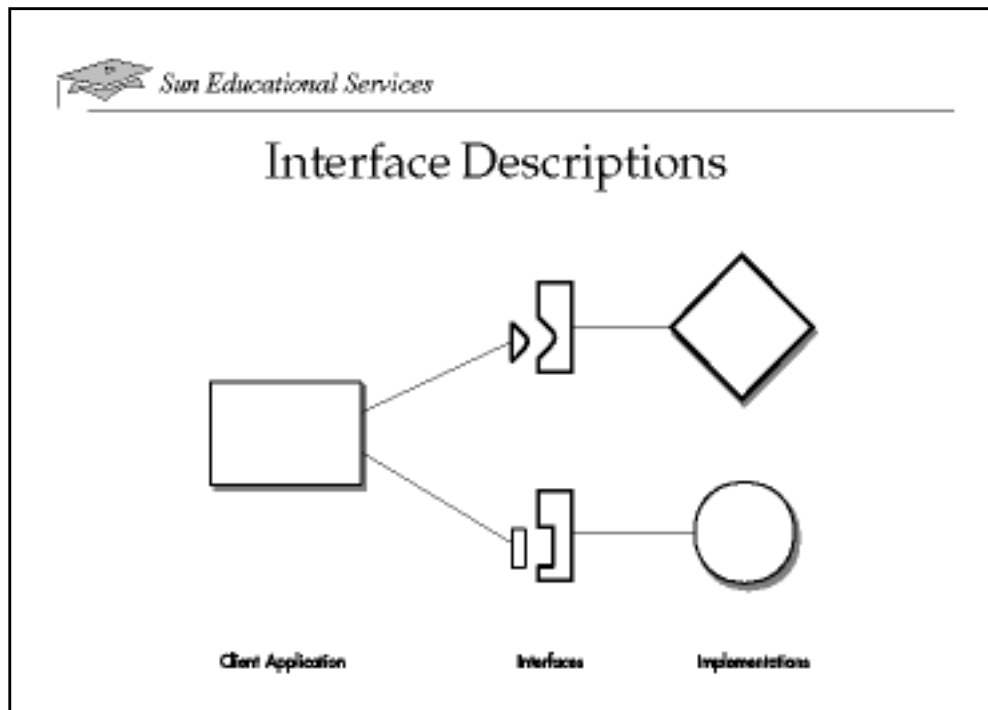 Sun Educational Services
Interface Descriptions
Client Application
Interfaces
Implementations